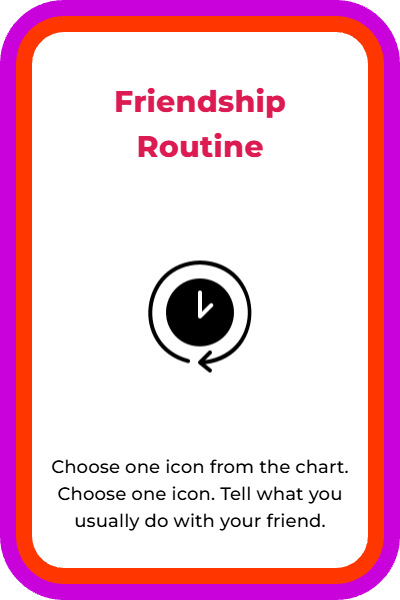 Friendship
Routine
Choose one icon from the chart.
Choose one icon. Tell what you
usually do with your friend.